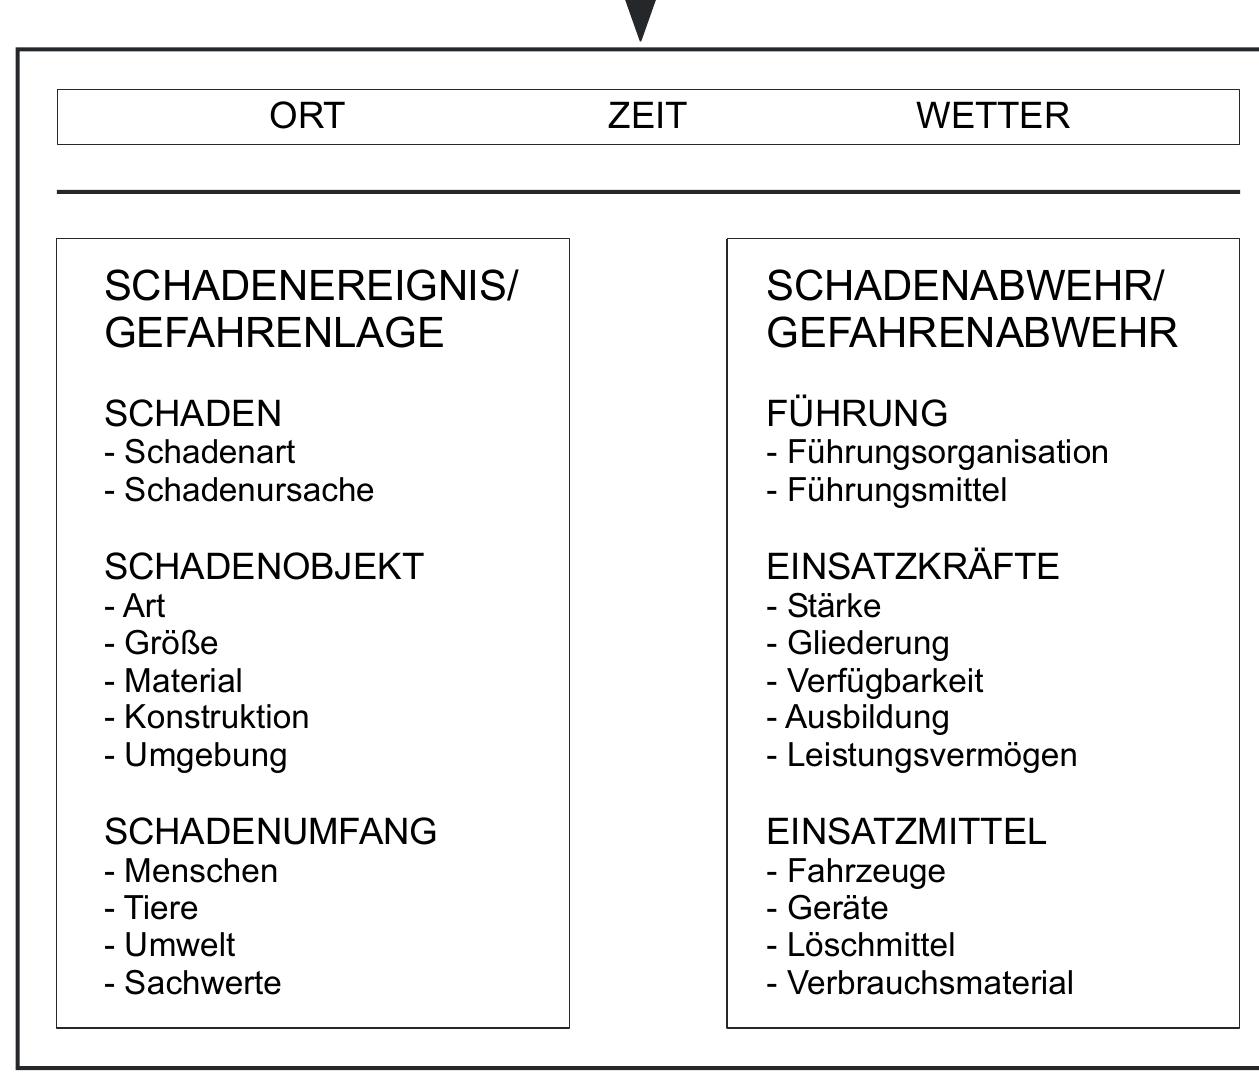 ORT ZEIT WETTER
SCHADENEREIGNIS/
GEFAHRENLAGE
SCHADEN
- Schadenart
- Schadenursache
SCHADENOBJEKT
- Art
- Größe
- Material
- Konstruktion
- Umgebung
SCHADENUMFANG
- Menschen
- Tiere
- Umwelt
- Sachwerte
SCHADENABWEHR/
GEFAHRENABWEHR
FÜHRUNG
- Führungsorganisation
- Führungsmittel
EINSATZKRÄFTE
- Stärke
- Gliederung
- Verfügbarkeit
- Ausbildung
- Leistungsvermögen
EINSATZMITTEL
- Fahrzeuge
- Geräte
- Löschmittel
- Verbrauchsmaterial